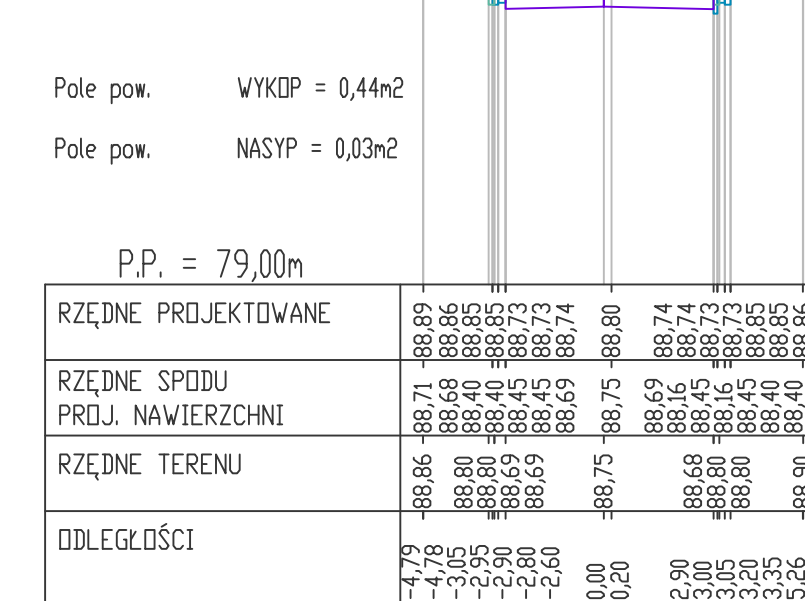 Pole pow. WYKOP = 0,44m2
Pole pow. NASYP = 0,03m2
P.P. = 79,00m
RZĘDNE PROJEKTOWANE 88,89 88,86 88,85 88,85 88,73 88,73 88,74 88,80 88,74 88,74 88,73 88,73 88,85 88,85 88,86
RZĘDNE SPODU
PROJ. NAWIERZCHNI 88,71 88,68 88,40 88,40 88,45 88,45 88,69 88,75 88,69 88,16 88,45 88,16 88,45 88,40 88,40
RZĘDNE TERENU 88,86 88,80 88,80 88,69 88,69 88,75 88,68 88,80 88,80 88,90
ODLEGŁOŚCI -4,79 -4,78 -3,05 -2,95 -2,90 -2,80 -2,60 0,00 0,20 2,90 3,00 3,05 3,20 3,35 5,26